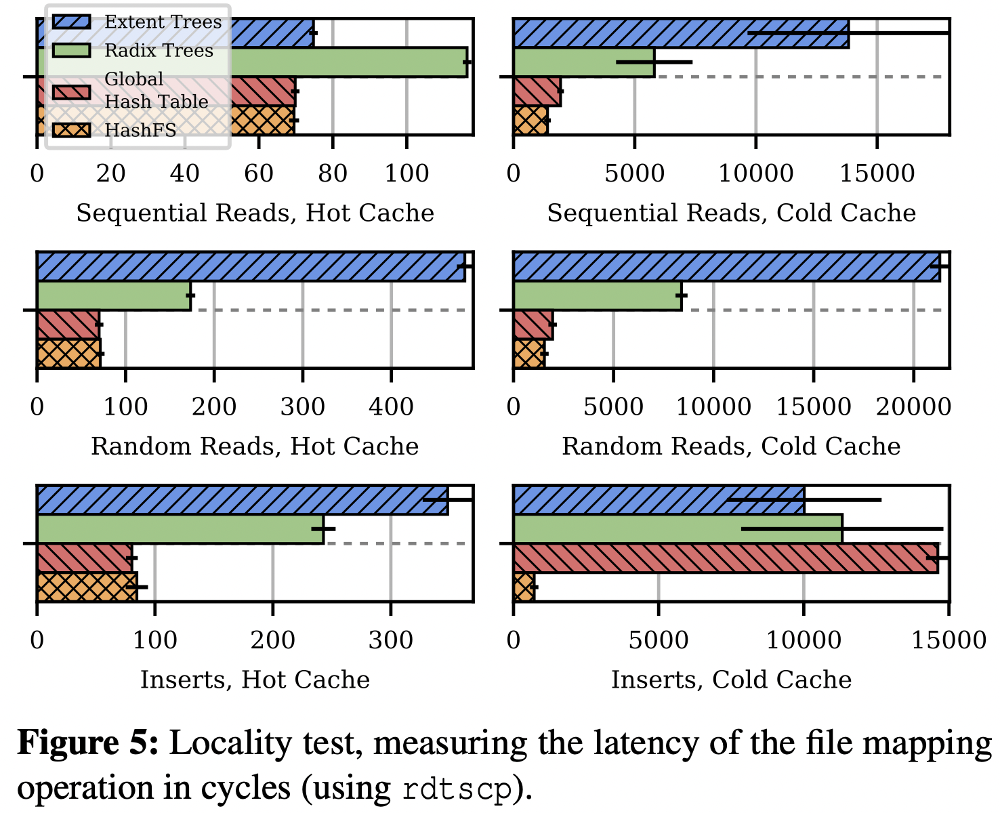 Extent Trees
Radix Trees
Global
Hash Table
HashFS
0 20 40 60 80 100
Sequential Reads, Hot Cache
0 5000 10000 15000
Sequential Reads, Cold Cache
0 100 200 300 400
Random Reads, Hot Cache
0 5000 10000 15000 20000
Random Reads, Cold Cache
0 100 200 300
Inserts, Hot Cache
0 5000 10000 15000
Inserts, Cold Cache
Figure 5: Locality test, measuring the latency of the file mapping
operation in cycles (using rdtscp).